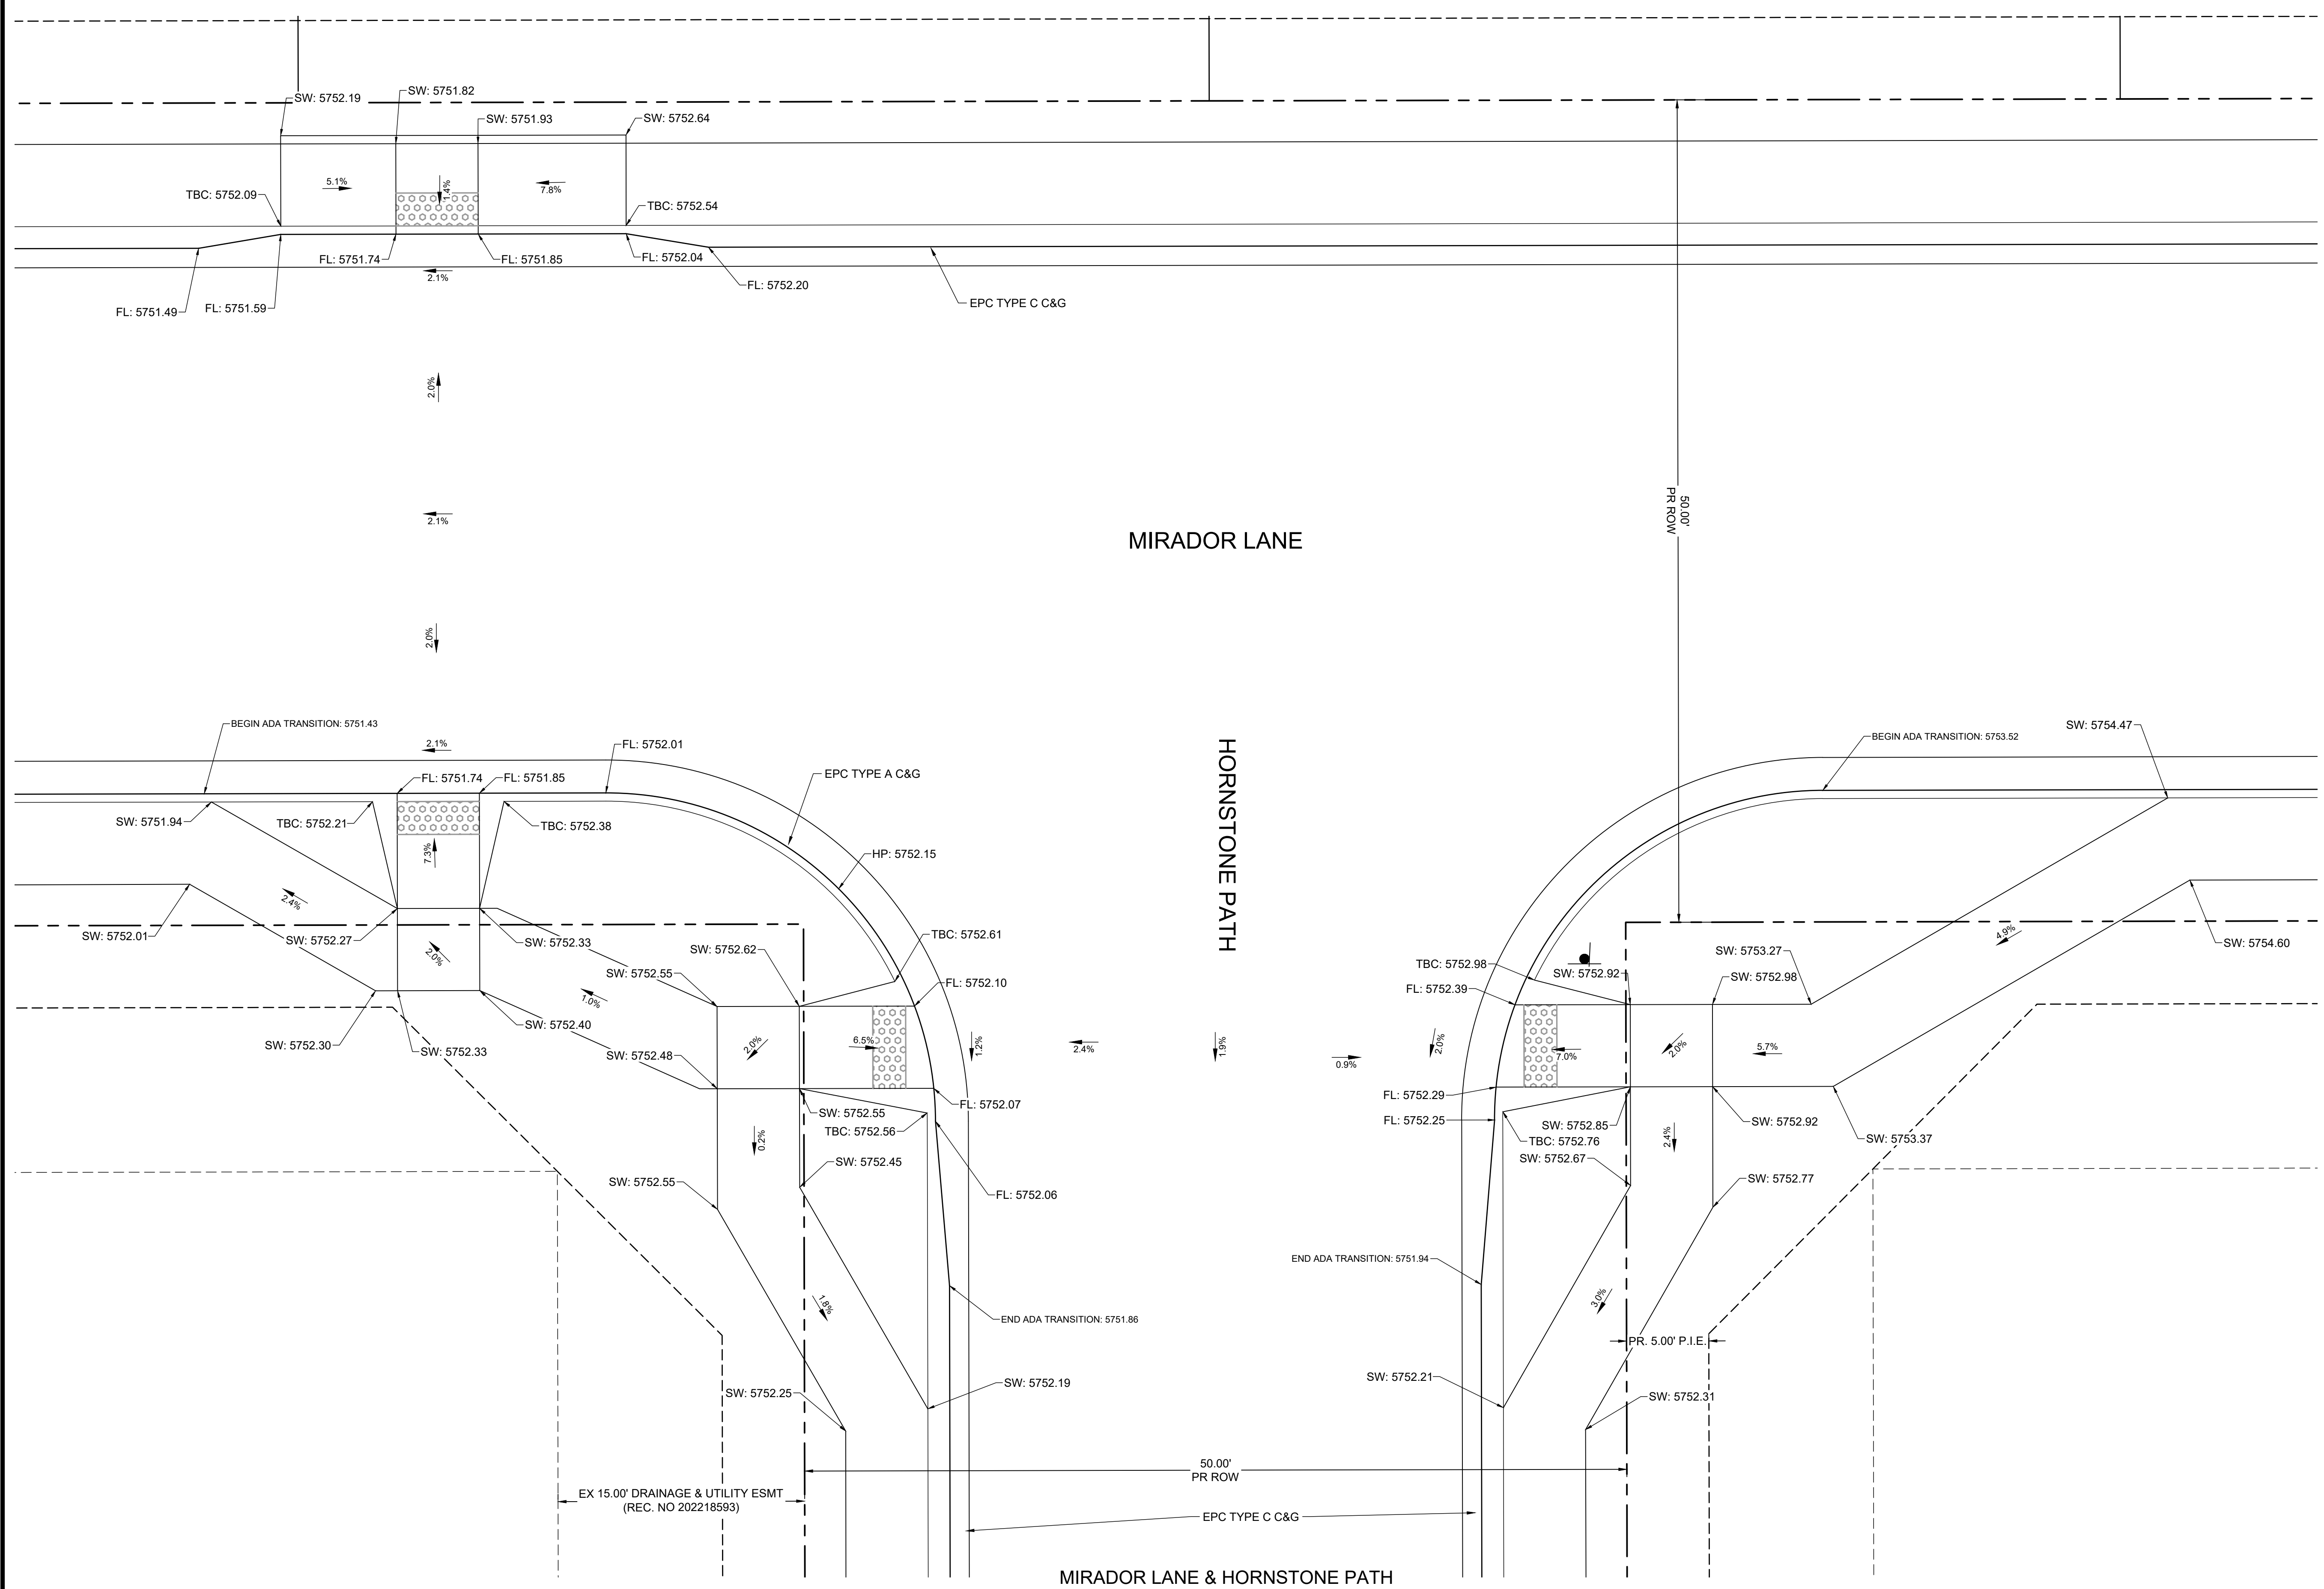 SW: 5752.19
SW: 5751.82
SW: 5751.93
SW: 5752.64
5.1%
1.4%
7.8%
TBC: 5752.09
TBC: 5752.54
FL: 5751.74
FL: 5751.85
FL: 5752.04
2.1%
FL: 5752.20
FL: 5751.49
FL: 5751.59
EPC TYPE C C&G
2.0%
50.00'
PR ROW
2.1%
MIRADOR LANE
2.0%
BEGIN ADA TRANSITION: 5751.43
2.1%
FL: 5752.01
BEGIN ADA TRANSITION: 5753.52
SW: 5754.47
HORNSTONE PATH
FL: 5751.74
FL: 5751.85
EPC TYPE A C&G
SW: 5751.94
TBC: 5752.21
TBC: 5752.38
7.3%
HP: 5752.15
2.4%
SW: 5752.01
SW: 5752.27
2.0%
SW: 5752.33
SW: 5752.62
TBC: 5752.61
SW: 5752.55
FL: 5752.10
TBC: 5752.98
SW: 5752.92
SW: 5753.27
SW: 5752.98
4.9%
SW: 5754.60
FL: 5752.39
1.0%
SW: 5752.40
SW: 5752.30
SW: 5752.33
SW: 5752.48
2.0%
6.5%
1.2%
2.4%
1.9%
0.9%
2.0%
7.0%
2.0%
5.7%
FL: 5752.07
FL: 5752.29
SW: 5752.55
TBC: 5752.56
FL: 5752.25
SW: 5752.85
SW: 5752.92
0.2%
TBC: 5752.76
2.4%
SW: 5753.37
SW: 5752.45
SW: 5752.67
SW: 5752.55
FL: 5752.06
SW: 5752.77
END ADA TRANSITION: 5751.94
1.8%
END ADA TRANSITION: 5751.86
3.0%
PR. 5.00' P.I.E.
SW: 5752.25
SW: 5752.19
SW: 5752.21
SW: 5752.31
50.00'
PR ROW
EX 15.00' DRAINAGE & UTILITY ESMT
(REC. NO 202218593)
EPC TYPE C C&G
MIRADOR LANE & HORNSTONE PATH